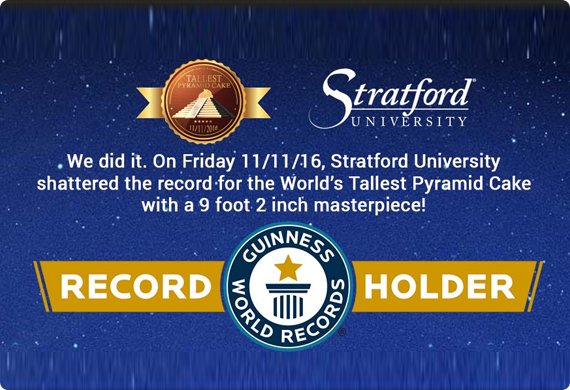 TALLEST
PYRAMID CAKE
11/11/2016
Stratford®
UNIVERSITY
We did it. On Friday 11/11/16, Stratford University
shattered the record for the World's Tallest Pyramid Cake
with a 9 foot 2 inch masterpiece!
RECORD
GUINNESS
WORLD RECORDS
®
HOLDER